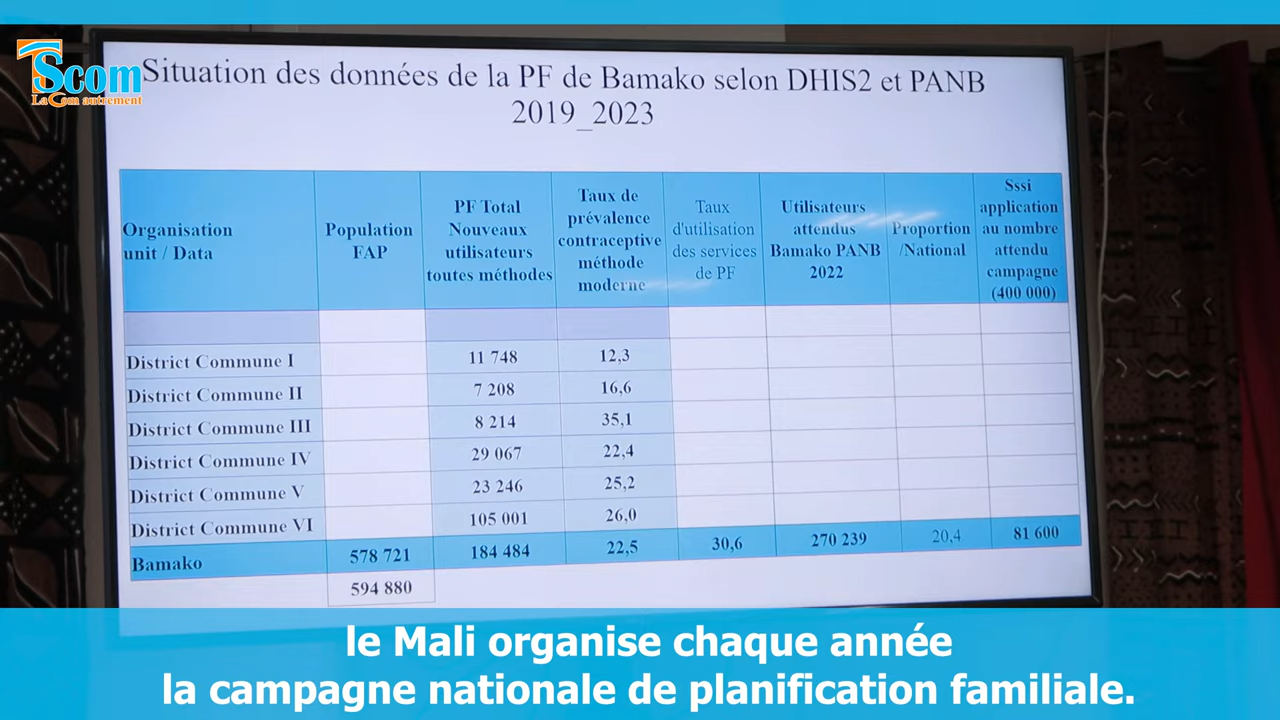 Scom
La Com autrement
Situation des données de la PF de Bamako selon DHIS2 et PANB
2019_2023
Organisation
unit / Data
Population
FAP
PF Total
Nouveaux
utilisateurs
toutes méthodes
Taux de
prévalence
contraceptive
méthode
moderne
Taux
d'utilisation
des services
de PF
Utilisateurs
attendus
Bamako PANB
2022
Proportion
/National
Sssi
application
au nombre
attendu
campagne
(400 000)
District Commune I 11 748 12,3
District Commune II 7 208 16,6
District Commune III 8 214 35,1
District Commune IV 29 067 22,4
District Commune V 23 246 25,2
District Commune VI 105 001 26,0
Bamako 578 721 184 484 22,5 30,6 270 239 20,4 81 600
594 880
le Mali organise chaque année
la campagne nationale de planification familiale.